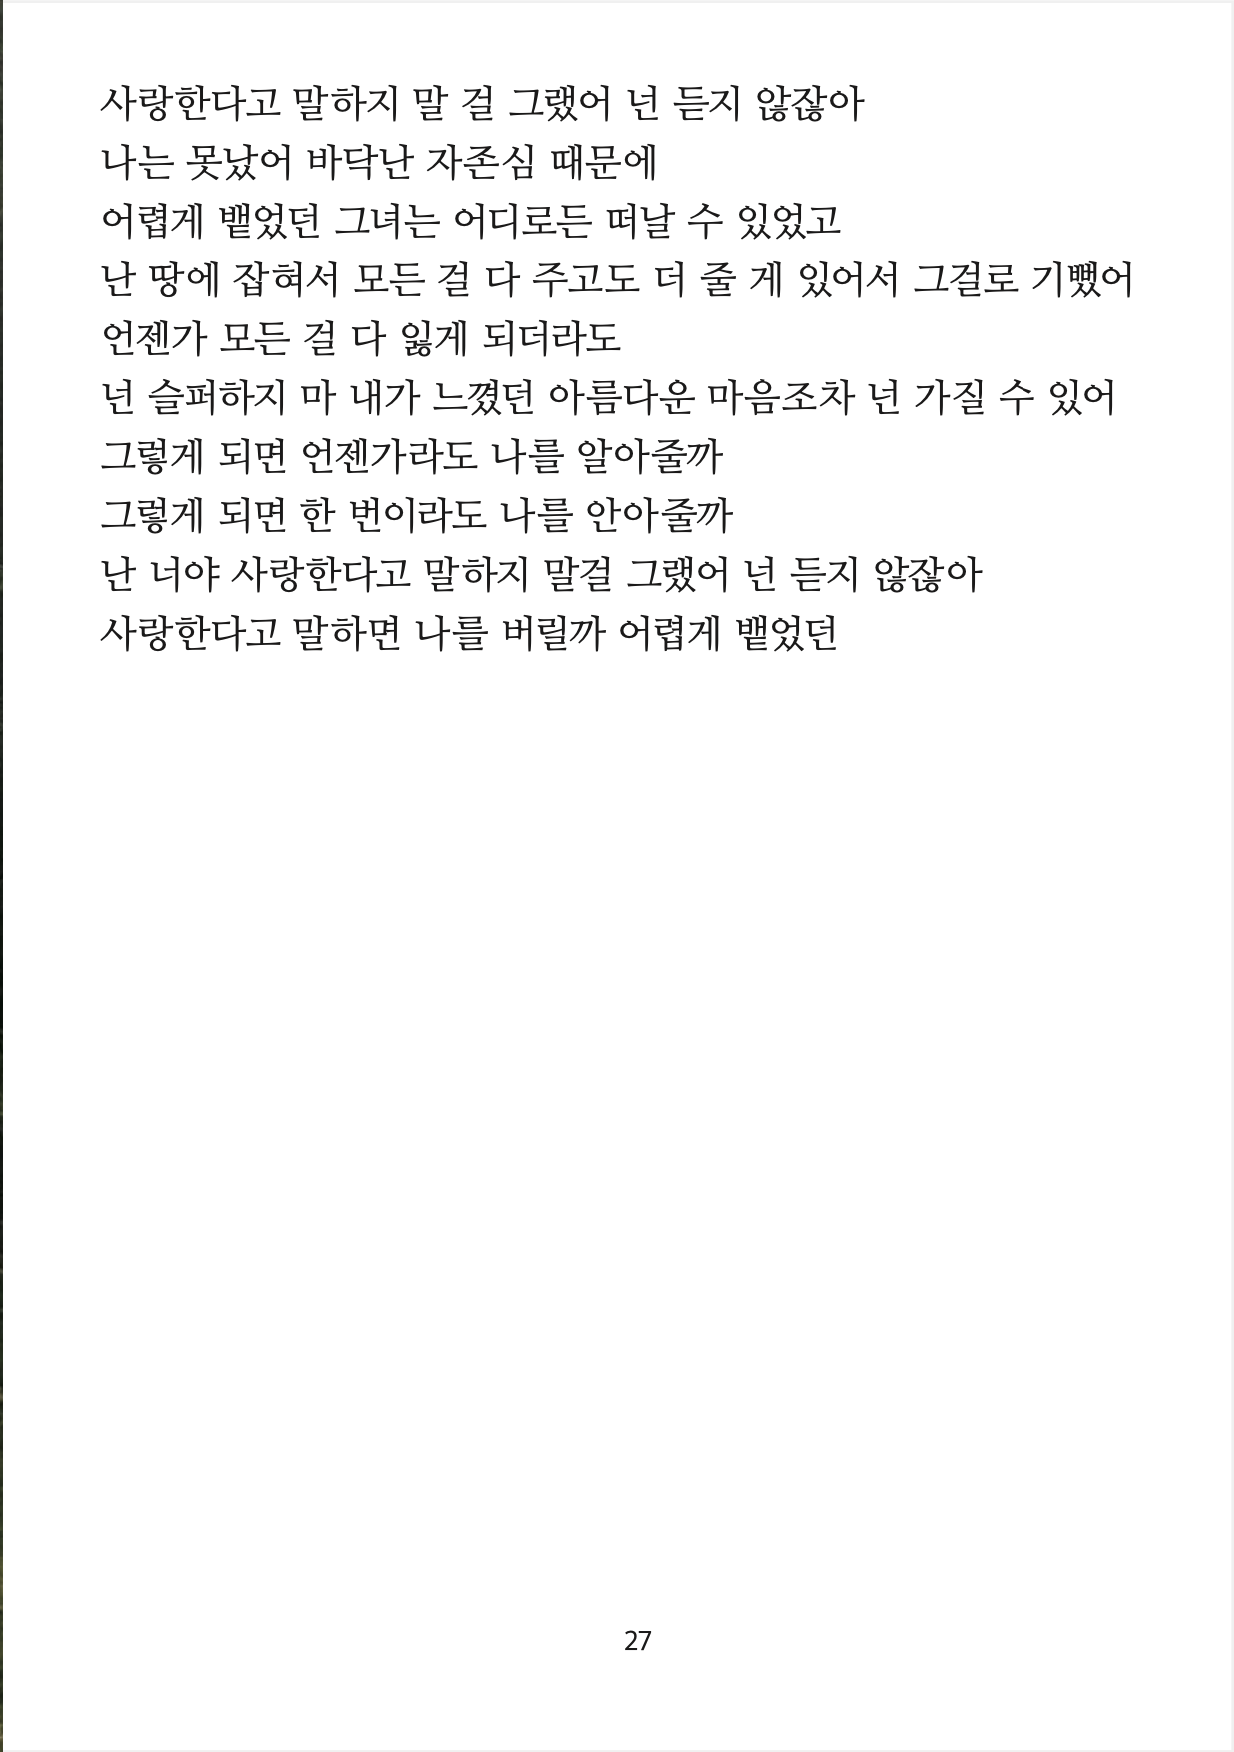 사랑한다고 말하지 말 걸 그랬어 넌 듣지 않잖아
나는 못났어 바닥난 자존심 때문에
어렵게 뱉었던 그녀는 어디로든 떠날 수 있었고
난 땅에 잡혀서 모든 걸 다 주고도 더 줄 게 있어서 그걸로 기뻤어
언젠가 모든 걸 다 잃게 되더라도
넌 슬퍼하지 마 내가 느꼈던 아름다운 마음조차 넌 가질 수 있어
그렇게 되면 언젠가라도 나를 알아줄까
그렇게 되면 한 번이라도 나를 안아줄까
난 너야 사랑한다고 말하지 말걸 그랬어 넌 듣지 않잖아
사랑한다고 말하면 나를 버릴까 어렵게 뱉었던
27